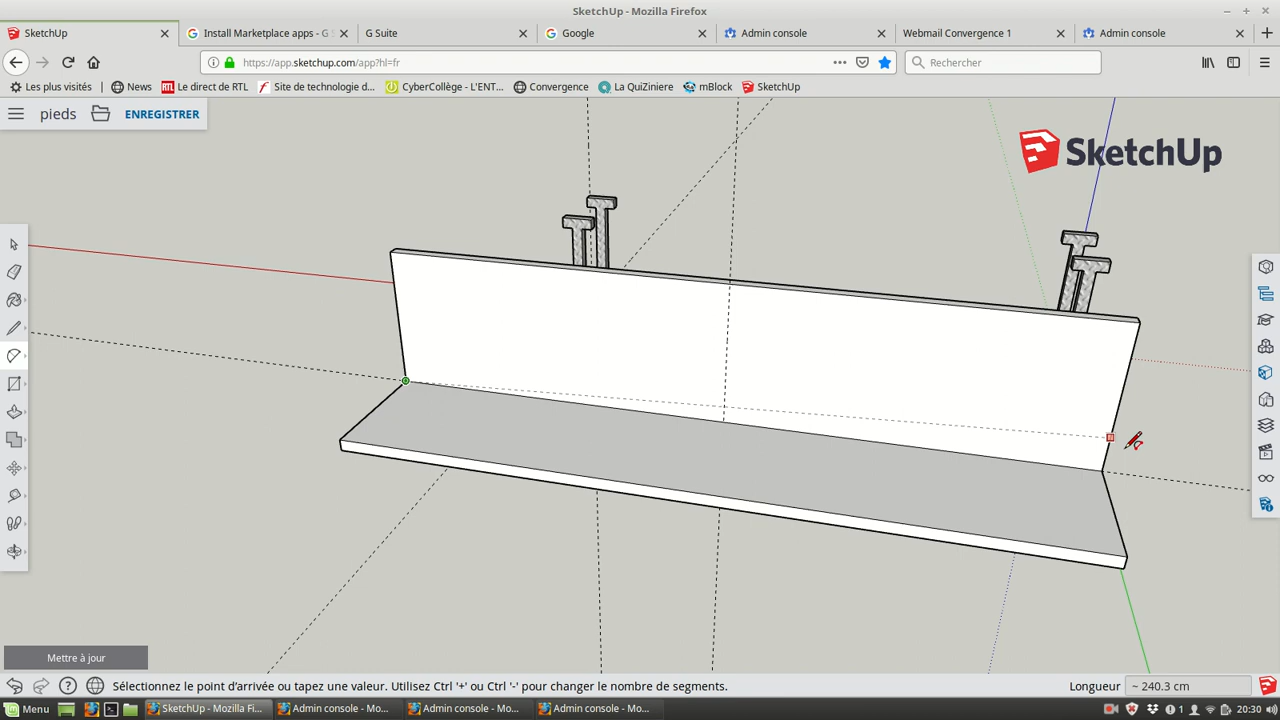 SketchUp - Mozilla Firefox
SketchUp
Install Marketplace apps - G S
G Suite
Google
Admin console
Webmail Convergence 1
Admin console
https://app.sketchup.com/app?hl=fr
Rechercher
Les plus visités
News
RTL
Le direct de RTL
Site de technologie d...
CyberCollège - L'ENT...
Convergence
La QuiZiniere
mBlock
SketchUp
pieds
ENREGISTRER
SketchUp
Mettre à jour
Sélectionnez le point d'arrivée ou tapez une valeur. Utilisez Ctrl '+' ou Ctrl '-' pour changer le nombre de segments.
Longueur
~ 240.3 cm
Menu
SketchUp - Mozilla Fi...
Admin console - Mo...
Admin console - Mo...
Admin console - Mo...
1
20:30